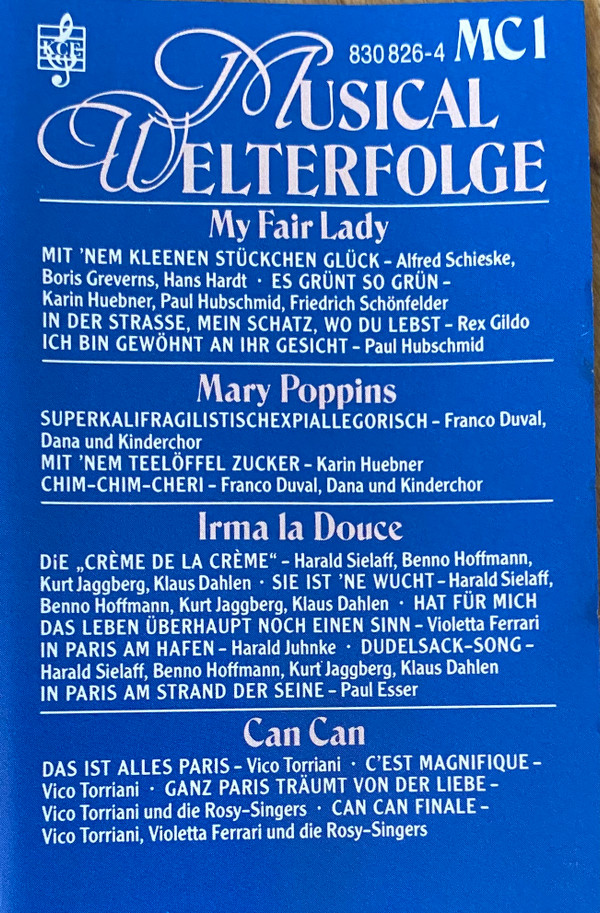 KCE
830 826-4 MC 1
MUSICAL
WELTERFOLGE
My Fair Lady
MIT 'NEM KLEENEN STÜCKCHEN GLÜCK – Alfred Schieske,
Boris Greverns, Hans Hardt · ES GRÜNT SO GRÜN –
Karin Huebner, Paul Hubschmid, Friedrich Schönfelder
IN DER STRASSE, MEIN SCHATZ, WO DU LEBST – Rex Gildo
ICH BIN GEWÖHNT AN IHR GESICHT – Paul Hubschmid
Mary Poppins
SUPERKALIFRAGILISTISCHEXPIALLEGORISCH – Franco Duval,
Dana und Kinderchor
MIT 'NEM TEELÖFFEL ZUCKER – Karin Huebner
CHIM-CHIM-CHERI – Franco Duval, Dana und Kinderchor
Irma la Douce
DiE „CRÈME DE LA CRÈME“ – Harald Sielaff, Benno Hoffmann,
Kurt Jaggberg, Klaus Dahlen · SIE IST 'NE WUCHT – Harald Sielaff,
Benno Hoffmann, Kurt Jaggberg, Klaus Dahlen · HAT FÜR MICH
DAS LEBEN ÜBERHAUPT NOCH EINEN SINN – Violetta Ferrari
IN PARIS AM HAFEN – Harald Juhnke · DUDELSACK-SONG –
Harald Sielaff, Benno Hoffmann, Kurt Jaggberg, Klaus Dahlen
IN PARIS AM STRAND DER SEINE – Paul Esser
Can Can
DAS IST ALLES PARIS – Vico Torriani · C'EST MAGNIFIQUE –
Vico Torriani · GANZ PARIS TRÄUMT VON DER LIEBE –
Vico Torriani und die Rosy-Singers · CAN CAN FINALE –
Vico Torriani, Violetta Ferrari und die Rosy-Singers